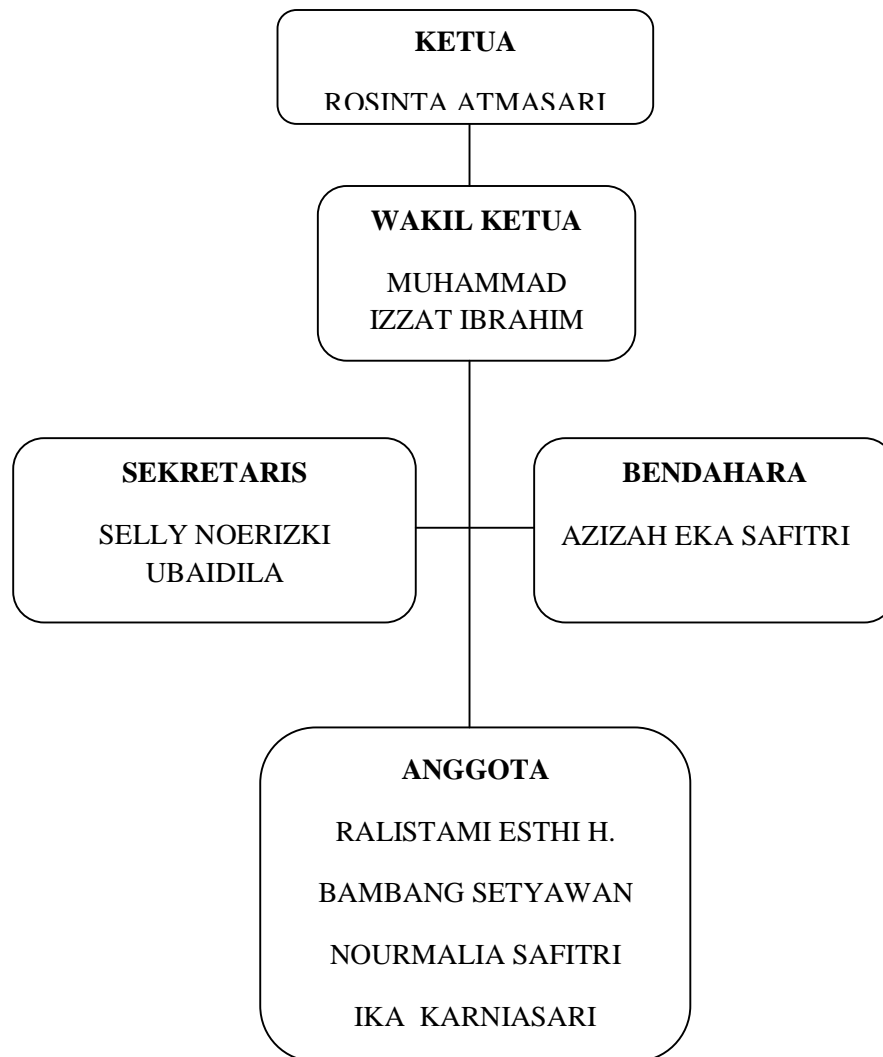 KETUA
ROSINTA ATMASARI
WAKIL KETUA
MUHAMMAD
IZZAT IBRAHIM
SEKRETARIS
SELLY NOERIZKI
UBAIDILA
BENDAHARA
AZIZAH EKA SAFITRI
ANGGOTA
RALISTAMI ESTHI H.
BAMBANG SETYAWAN
NOURMALIA SAFITRI
IKA  KARNIASARI